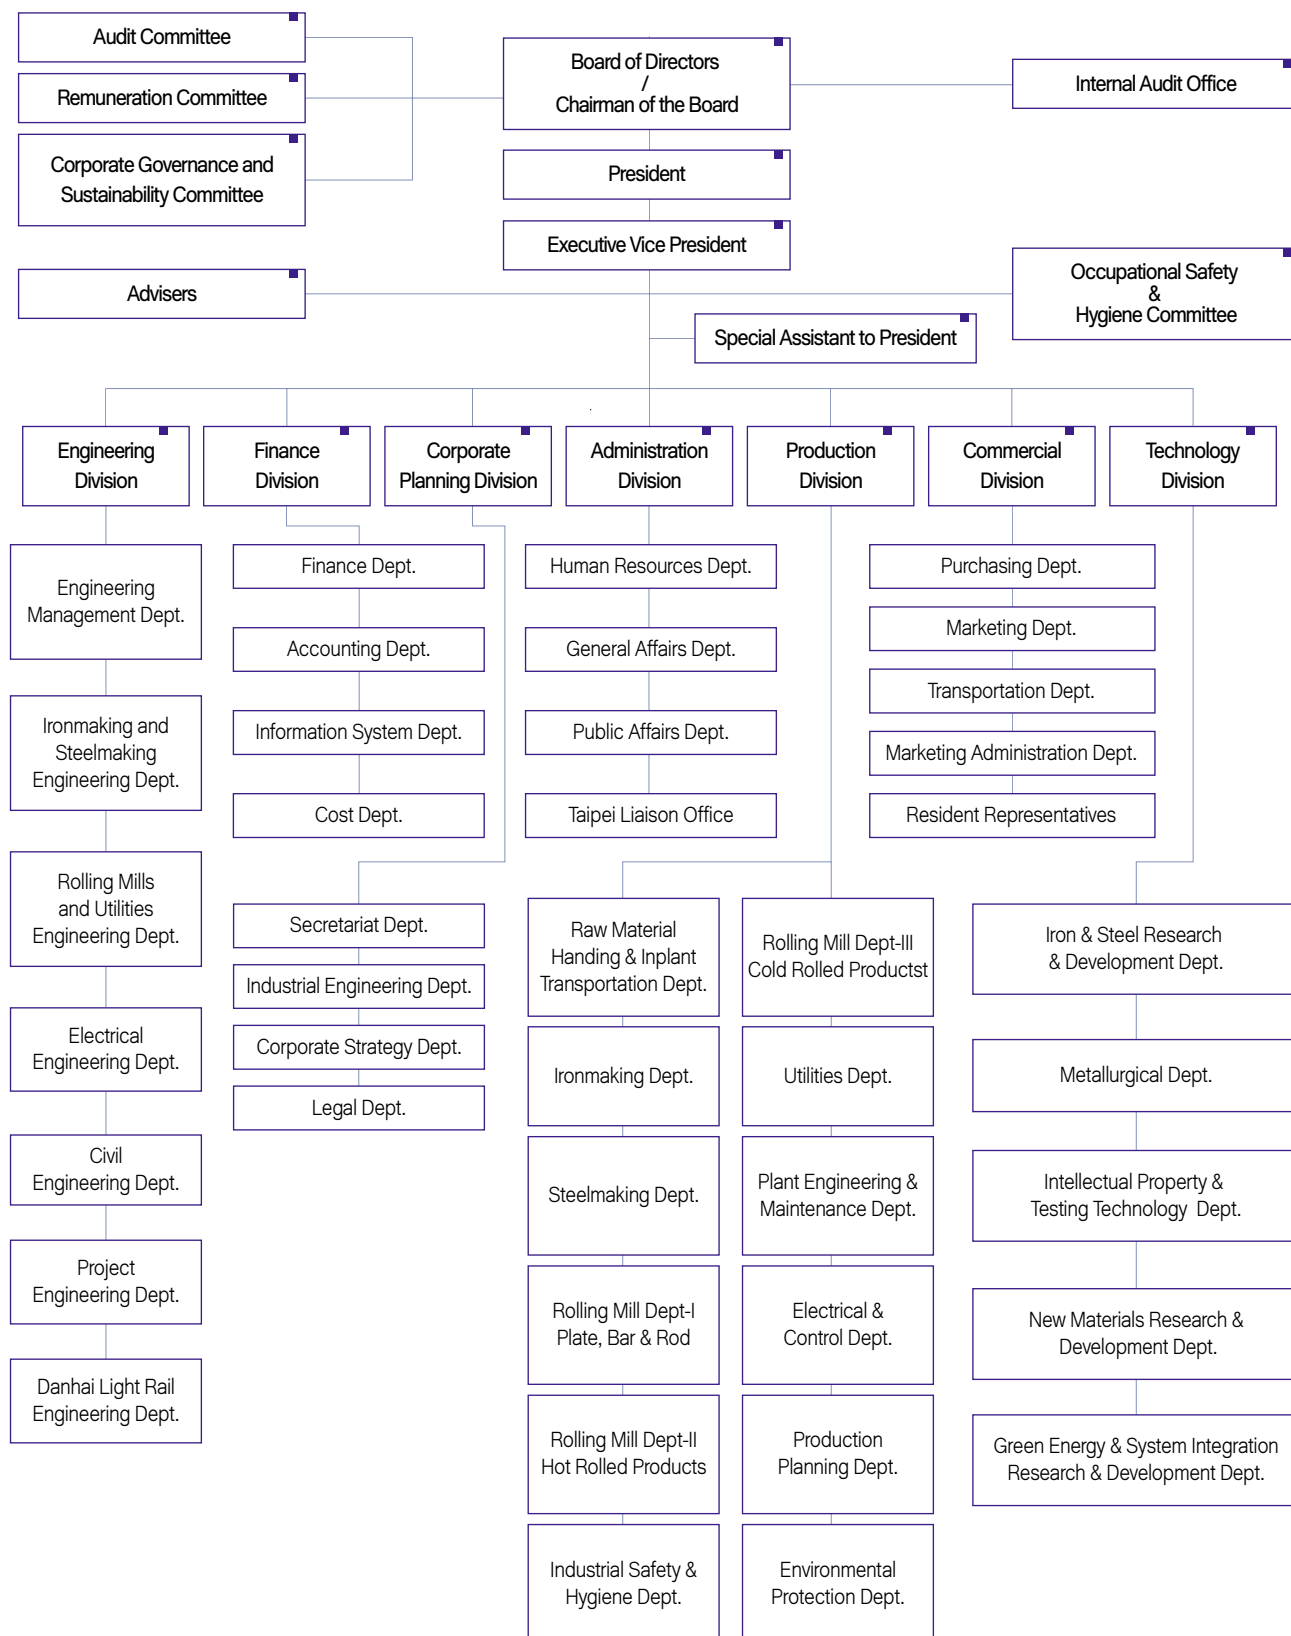 Audit Committee
Remuneration Committee
Corporate Governance and
Sustainability Committee
Board of Directors
/
Chairman of the Board
Internal Audit Office
President
Executive Vice President
Advisers
Occupational Safety
&
Hygiene Committee
Special Assistant to President
Engineering
Division
Finance
Division
Corporate
Planning Division
Administration
Division
Production
Division
Commercial
Division
Technology
Division
Engineering
Management Dept.
Ironmaking and
Steelmaking
Engineering Dept.
Rolling Mills
and Utilities
Engineering Dept.
Electrical
Engineering Dept.
Civil
Engineering Dept.
Project
Engineering Dept.
Danhai Light Rail
Engineering Dept.
Finance Dept.
Accounting Dept.
Information System Dept.
Cost Dept.
Secretariat Dept.
Industrial Engineering Dept.
Corporate Strategy Dept.
Legal Dept.
Human Resources Dept.
General Affairs Dept.
Public Affairs Dept.
Taipei Liaison Office
Raw Material
Handing & Inplant
Transportation Dept.
Ironmaking Dept.
Steelmaking Dept.
Rolling Mill Dept-I
Plate, Bar & Rod
Rolling Mill Dept-II
Hot Rolled Products
Industrial Safety &
Hygiene Dept.
Rolling Mill Dept-III
Cold Rolled Productst
Utilities Dept.
Plant Engineering &
Maintenance Dept.
Electrical &
Control Dept.
Production
Planning Dept.
Environmental
Protection Dept.
Purchasing Dept.
Marketing Dept.
Transportation Dept.
Marketing Administration Dept.
Resident Representatives
Iron & Steel Research
& Development Dept.
Metallurgical Dept.
Intellectual Property &
Testing Technology Dept.
New Materials Research &
Development Dept.
Green Energy & System Integration
Research & Development Dept.